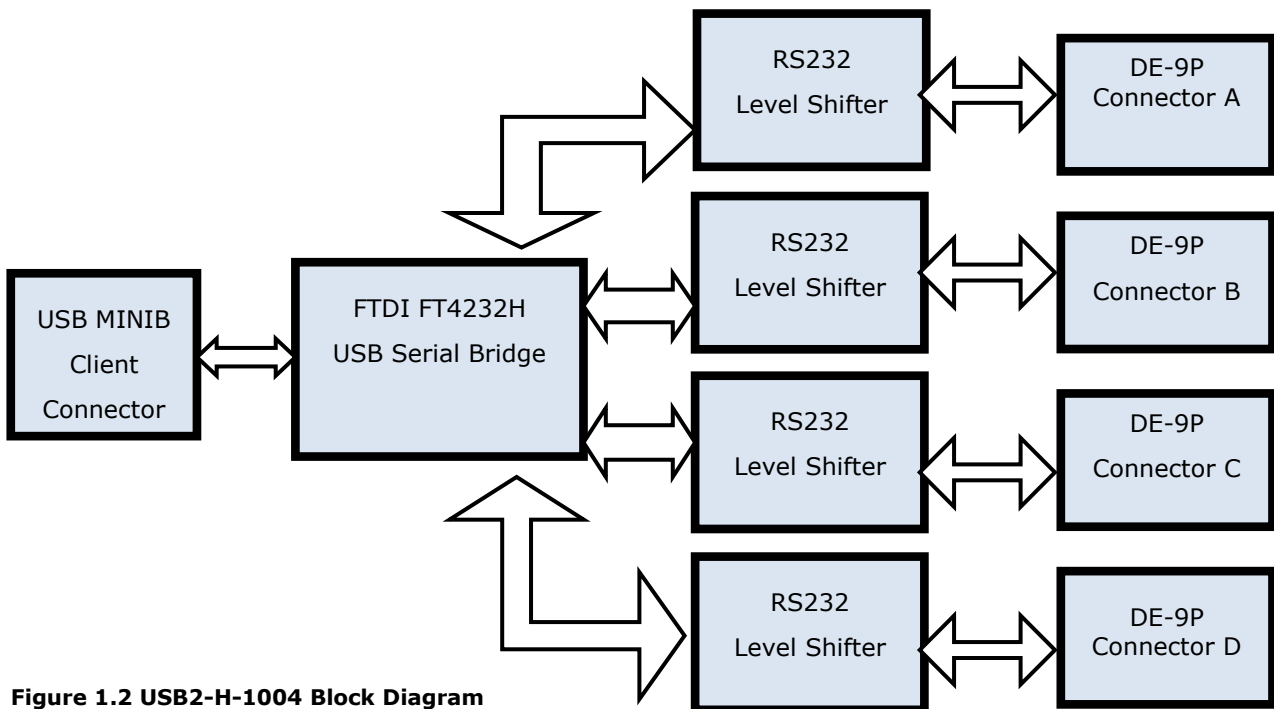 RS232
Level Shifter
DE-9P
Connector A
RS232
Level Shifter
DE-9P
Connector B
USB MINIB
Client
Connector
FTDI FT4232H
USB Serial Bridge
RS232
Level Shifter
DE-9P
Connector C
RS232
Level Shifter
DE-9P
Connector D
Figure 1.2 USB2-H-1004 Block Diagram